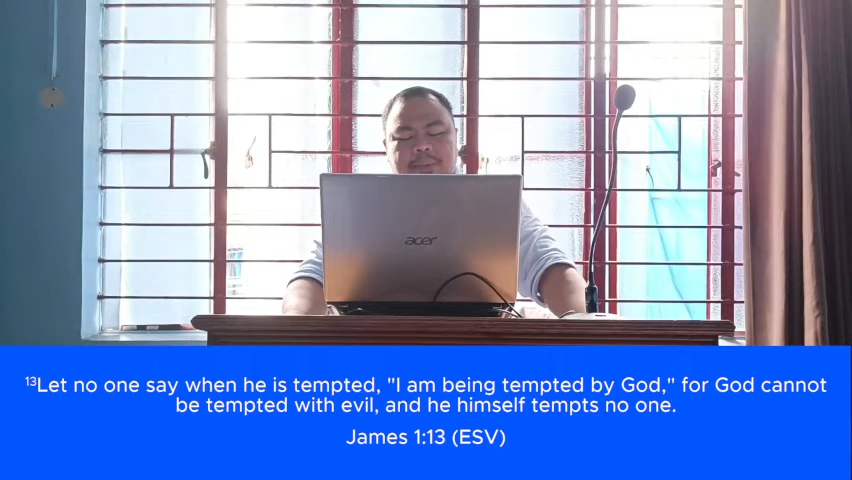 acer
¹³Let no one say when he is tempted, "I am being tempted by God," for God cannot
be tempted with evil, and he himself tempts no one.
James 1:13 (ESV)